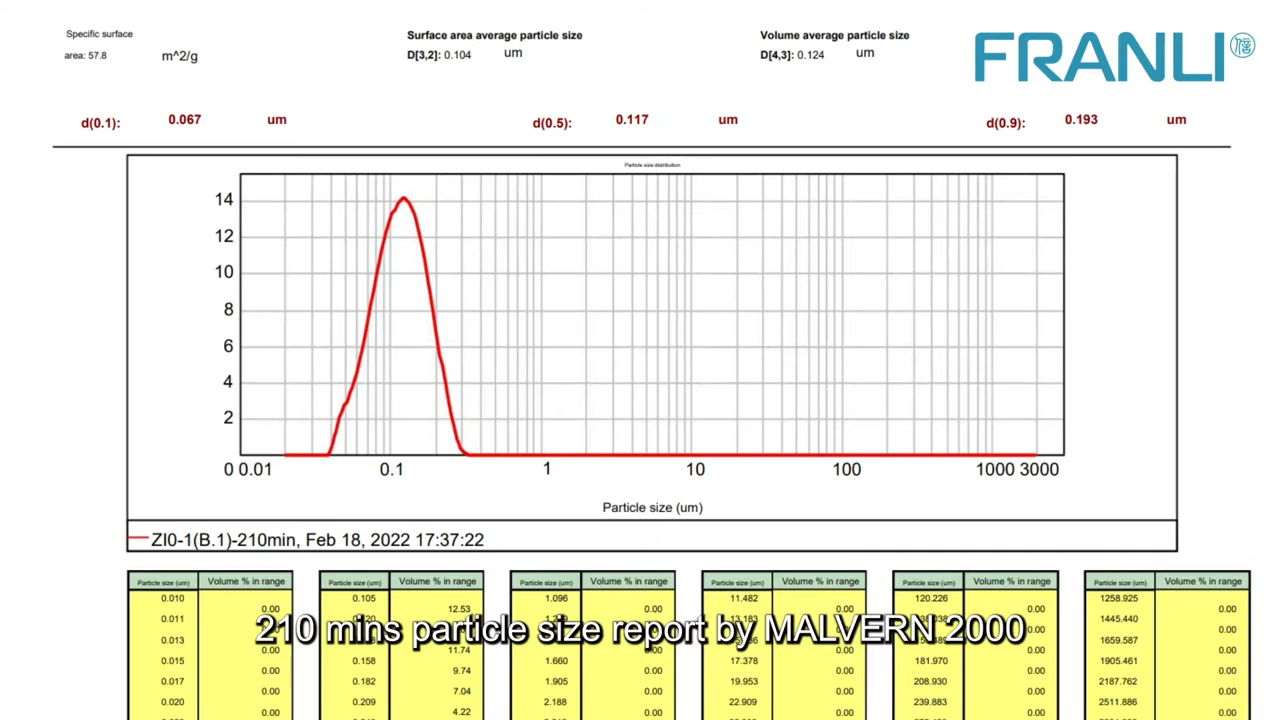 Specific surface
area: 57.8 m^2/g
Surface area average particle size
D[3,2]: 0.104 um
Volume average particle size
D[4,3]: 0.124 um
FRANLI
信
d(0.1): 0.067 um d(0.5): 0.117 um d(0.9): 0.193 um
Particle size distribution
14
12
10
8
6
4
2
0 0.01 0.1 1 10 100 1000 3000
Particle size (um)
ZI0-1(B.1)-210min, Feb 18, 2022 17:37:22
Particle size (um) Volume % in range Particle size (um) Volume % in range Particle size (um) Volume % in range Particle size (um) Volume % in range Particle size (um) Volume % in range Particle size (um) Volume % in range
0.010 0.105 1.096 11.482 120.226 1258.925
0.00 12.53 0.00 0.00 0.00 0.00
0.011 13.183 1445.440
210 mins particle size report by MALVERN 2000
0.013 1659.587
11.74 0.00 0.00 0.00 0.00
0.015 0.158 1.660 17.378 181.970 1905.461
0.00 9.74 0.00 0.00 0.00 0.00
0.017 0.182 1.905 19.953 208.930 2187.762
0.00 7.04 0.00 0.00 0.00 0.00
0.020 0.209 2.188 22.909 239.883 2511.886
0.00 4.22 0.00 0.00 0.00 0.00